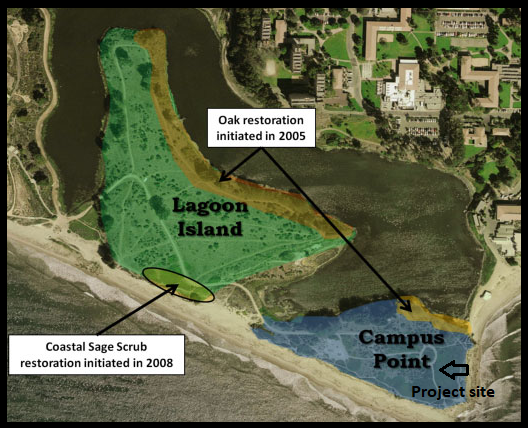 Oak restoration
initiated in 2005
Lagoon
Island
Coastal Sage Scrub
restoration initiated in 2008
Campus
Point
Project site